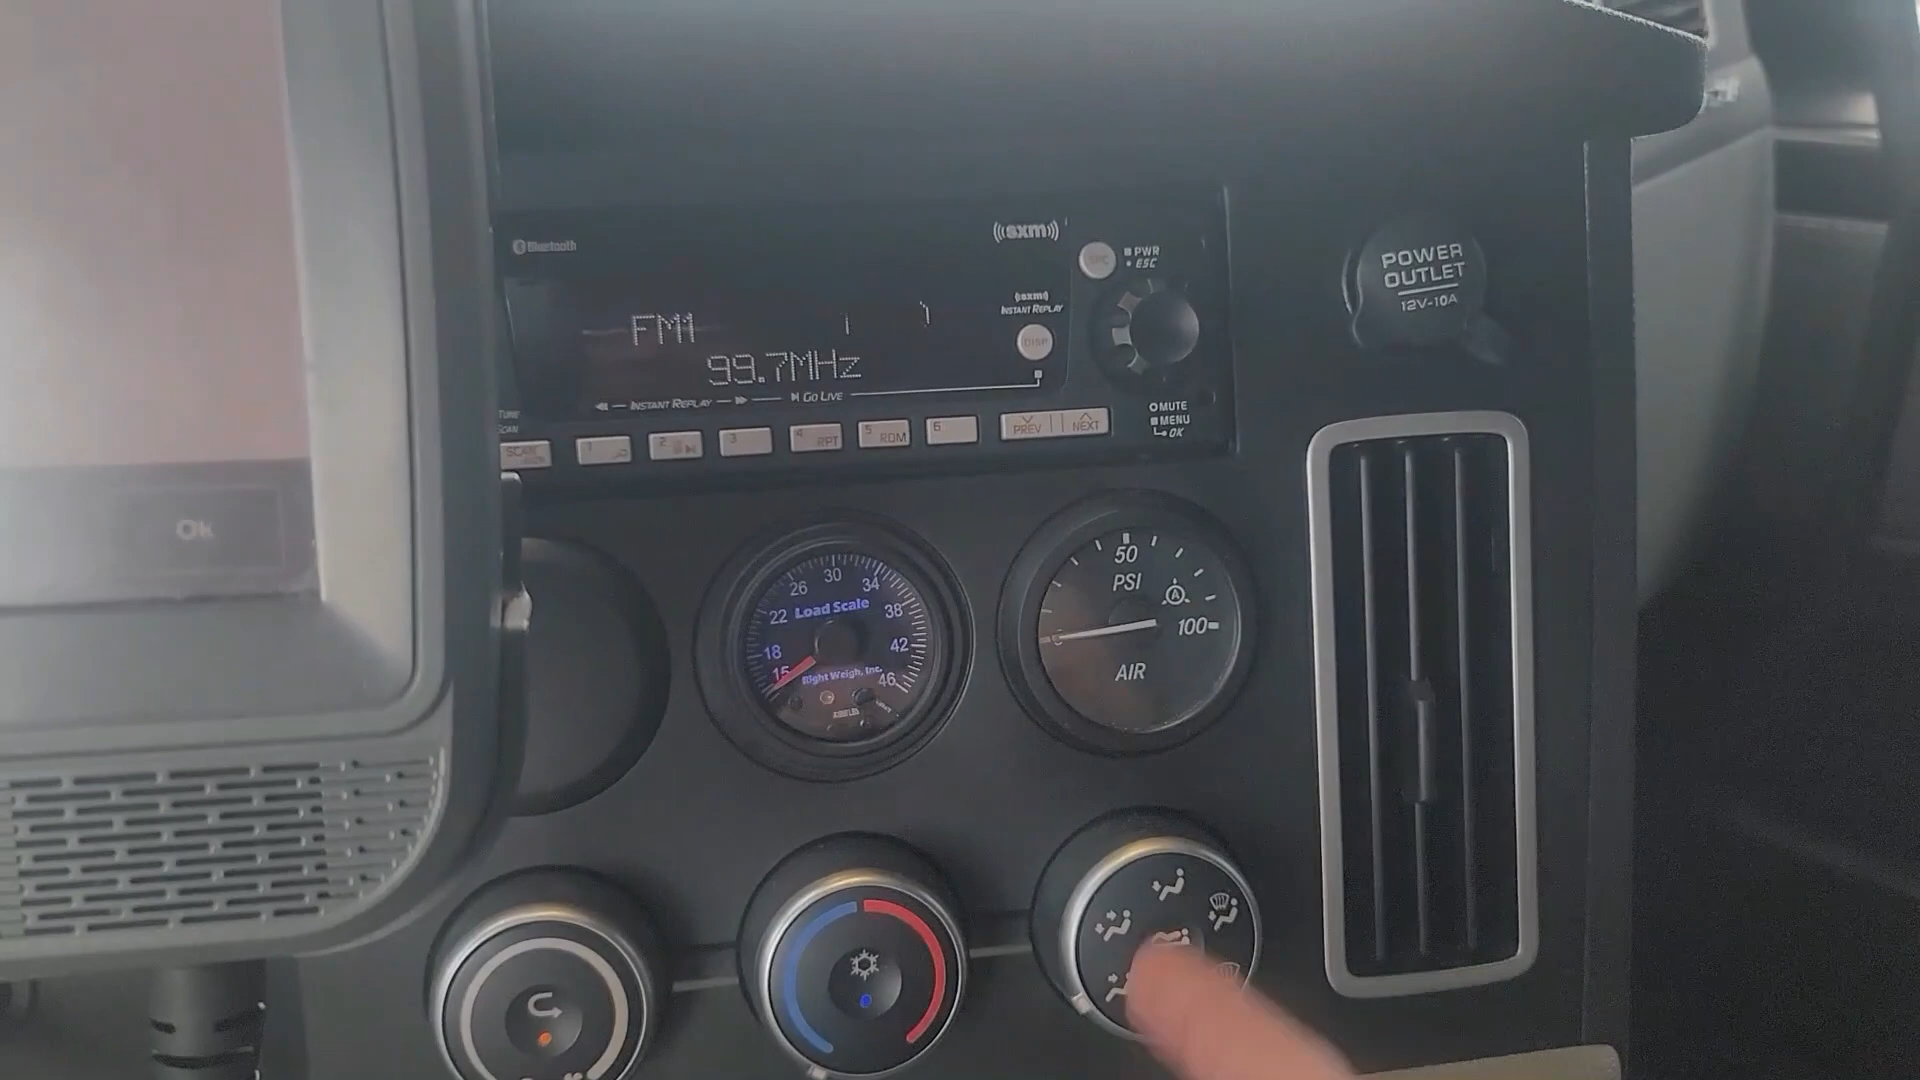 Bluetooth
((sxm))
PWR
ESC
((sxm))
INSTANT REPLAY
DISP
FM1
99.7MHz
INSTANT REPLAY
GO LIVE
TUNE
SCAN
SCAN
1
2
3
4 RPT
5 RDM
6
PREV
NEXT
MUTE
MENU
OK
POWER
OUTLET
12V-10A
Ok
15
18
22
26
30
34
38
42
46
Load Scale
Right Weigh, Inc.
50
PSI
A
100
AIR